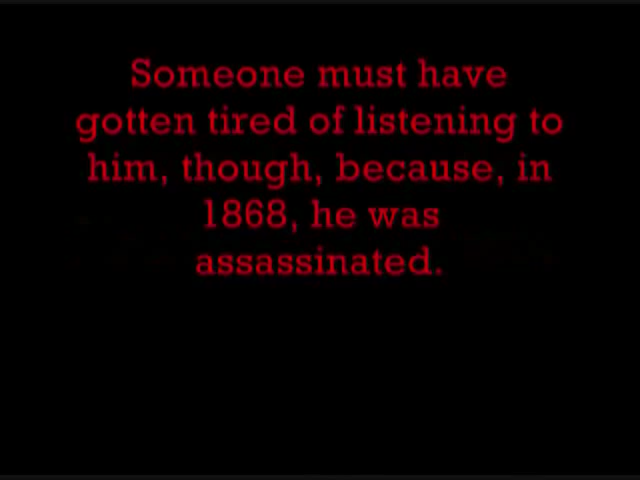 Someone must have
gotten tired of listening to
him, though, because, in
1868, he was
assassinated.